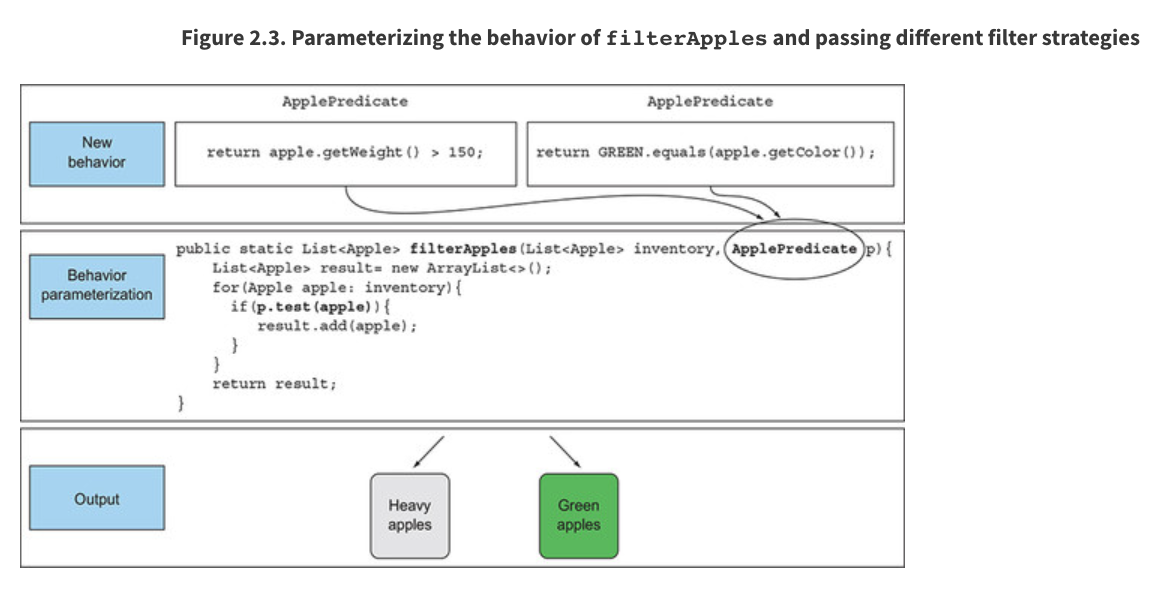 Figure 2.3. Parameterizing the behavior of filterApples and passing different filter strategies
ApplePredicate
ApplePredicate
New
behavior
return apple.getWeight() > 150;
return GREEN.equals(apple.getColor());
Behavior
parameterization
public static List<Apple> filterApples(List<Apple> inventory, ApplePredicate p){
List<Apple> result= new ArrayList<>();
for(Apple apple: inventory){
if(p.test(apple)){
result.add(apple);
}
}
return result;
}
Output
Heavy
apples
Green
apples